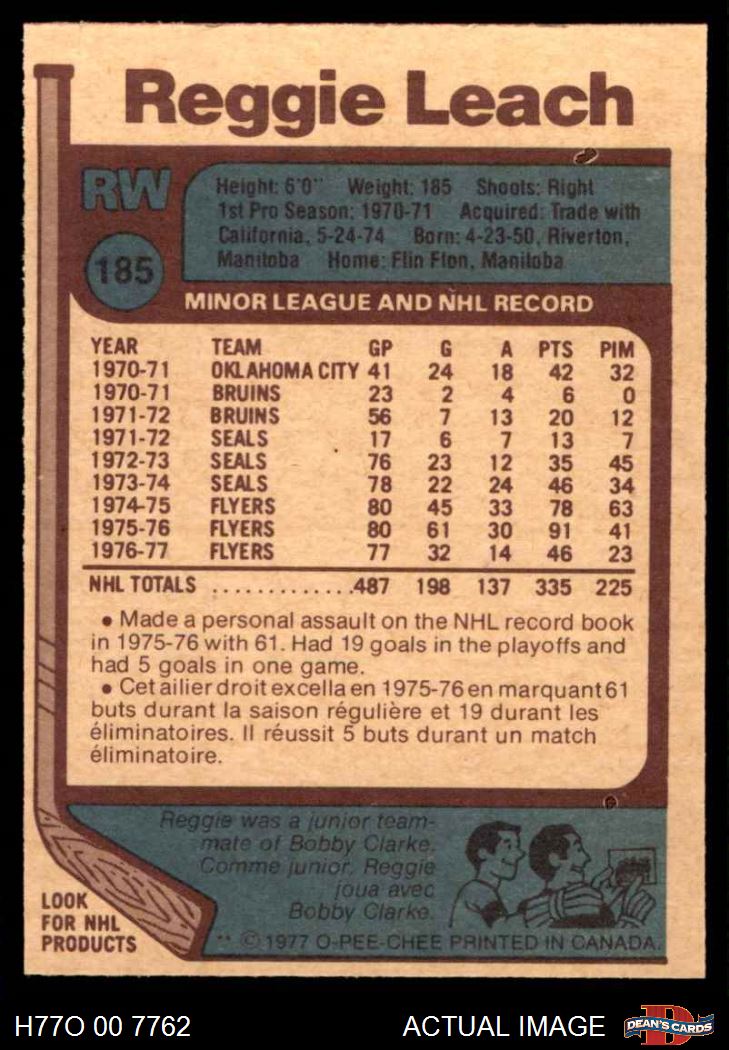 Reggie Leach
RW
185
Height: 6'0" Weight: 185 Shoots: Right
1st Pro Season: 1970-71 Acquired: Trade with
California, 5-24-74 Born: 4-23-50, Riverton,
Manitoba Home: Flin Flon, Manitoba
MINOR LEAGUE AND NHL RECORD
YEAR TEAM GP G A PTS PIM
1970-71 OKLAHOMA CITY 41 24 18 42 32
1970-71 BRUINS 23 2 4 6 0
1971-72 BRUINS 56 7 13 20 12
1971-72 SEALS 17 6 7 13 7
1972-73 SEALS 76 23 12 35 45
1973-74 SEALS 78 22 24 46 34
1974-75 FLYERS 80 45 33 78 63
1975-76 FLYERS 80 61 30 91 41
1976-77 FLYERS 77 32 14 46 23
NHL TOTALS ............487 198 137 335 225
• Made a personal assault on the NHL record book
in 1975-76 with 61. Had 19 goals in the playoffs and
had 5 goals in one game.
• Cet ailier droit excella en 1975-76 en marquant 61
buts durant la saison régulière et 19 durant les
éliminatoires. Il réussit 5 buts durant un match
éliminatoire.
Reggie was a junior team-
mate of Bobby Clarke.
Comme junior, Reggie
joua avec
Bobby Clarke.
LOOK
FOR NHL
PRODUCTS
** © 1977 O-PEE-CHEE PRINTED IN CANADA.
H77O 00 7762
ACTUAL IMAGE
D
DEAN'S CARDS